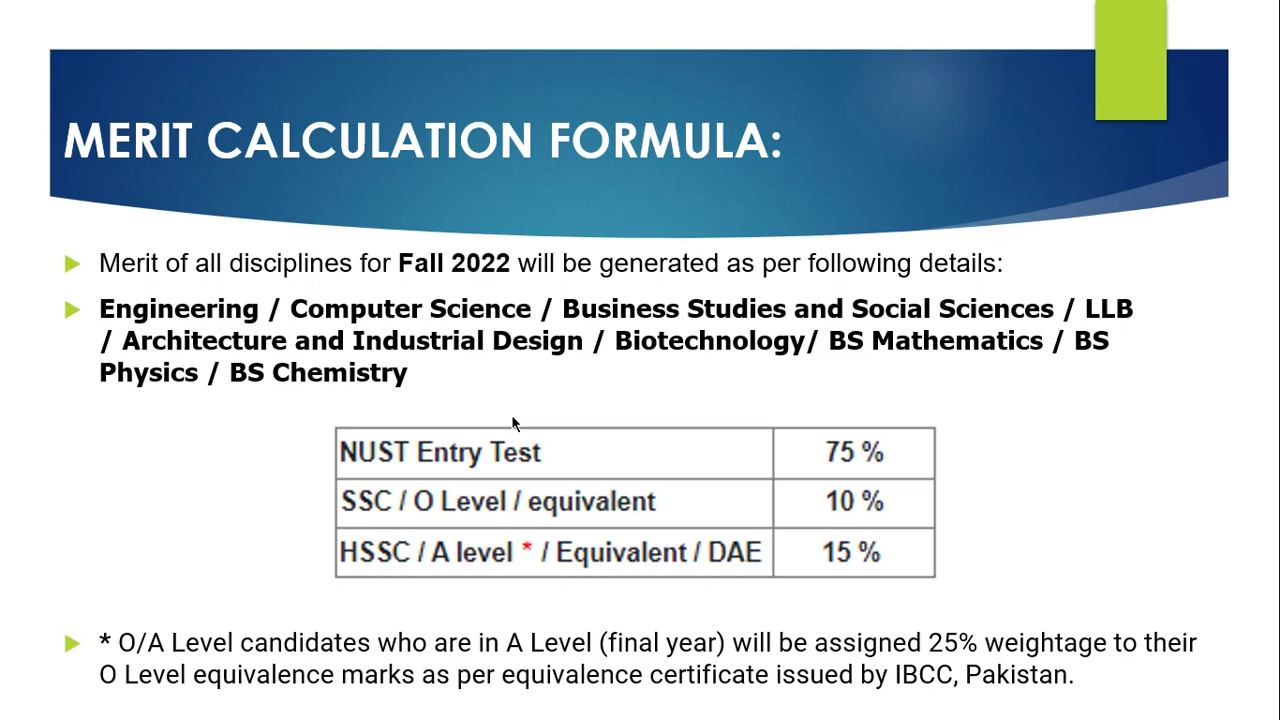 MERIT CALCULATION FORMULA:
Merit of all disciplines for Fall 2022 will be generated as per following details:
Engineering / Computer Science / Business Studies and Social Sciences / LLB
/ Architecture and Industrial Design / Biotechnology/ BS Mathematics / BS
Physics / BS Chemistry
NUST Entry Test 75 %
SSC / O Level / equivalent 10 %
HSSC / A level * / Equivalent / DAE 15 %
* O/A Level candidates who are in A Level (final year) will be assigned 25% weightage to their
O Level equivalence marks as per equivalence certificate issued by IBCC, Pakistan.